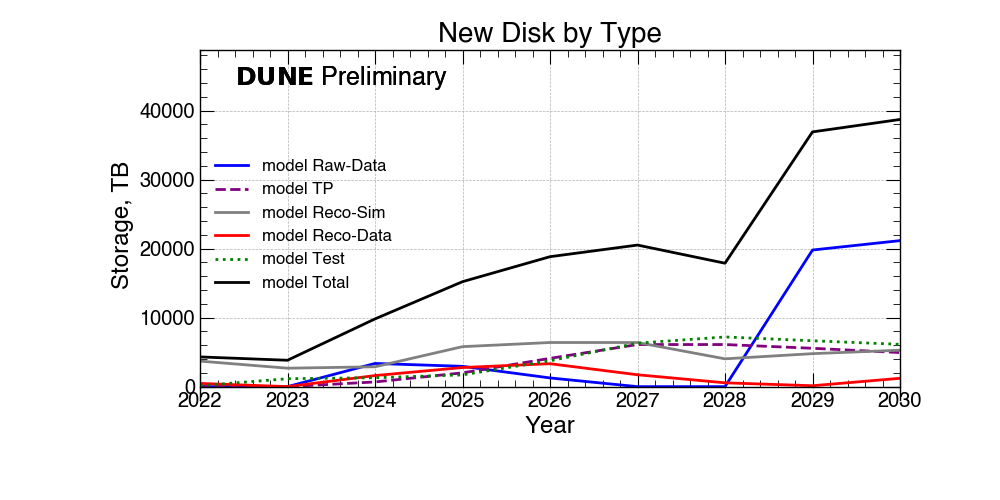 New Disk by Type
DUNE Preliminary
Storage, TB
40000
30000
20000
10000
0
model Raw-Data
model TP
model Reco-Sim
model Reco-Data
model Test
model Total
2022 2023 2024 2025 2026 2027 2028 2029 2030
Year